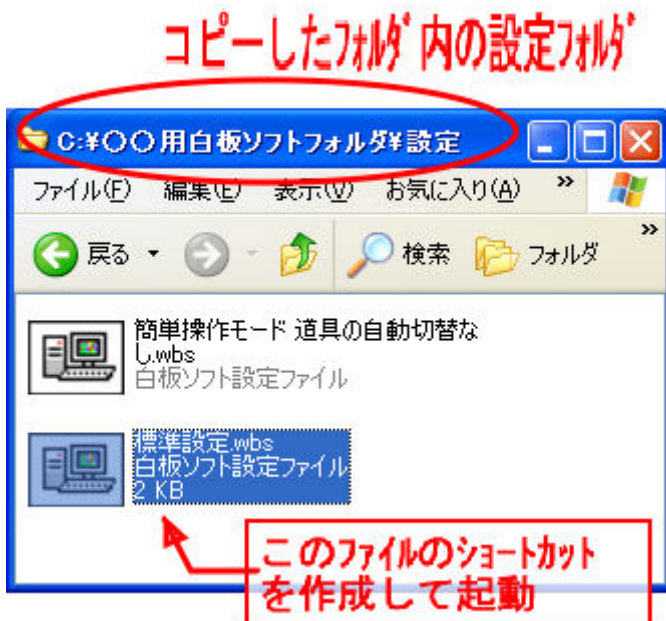 コピーしたﾌｫﾙﾀﾞ内の設定ﾌｫﾙﾀﾞ
C:¥〇〇用白板ソフトフォルダ¥設定
ファイル(F) 編集(E) 表示(V) お気に入り(A) »
戻る 検索 フォルダ »
簡単操作モード 道具の自動切替な
し.wbs
白板ソフト設定ファイル
標準設定.wbs
白板ソフト設定ファイル
2 KB
このﾌｧｲﾙのｼｮｰﾄｶｯﾄ
を作成して起動